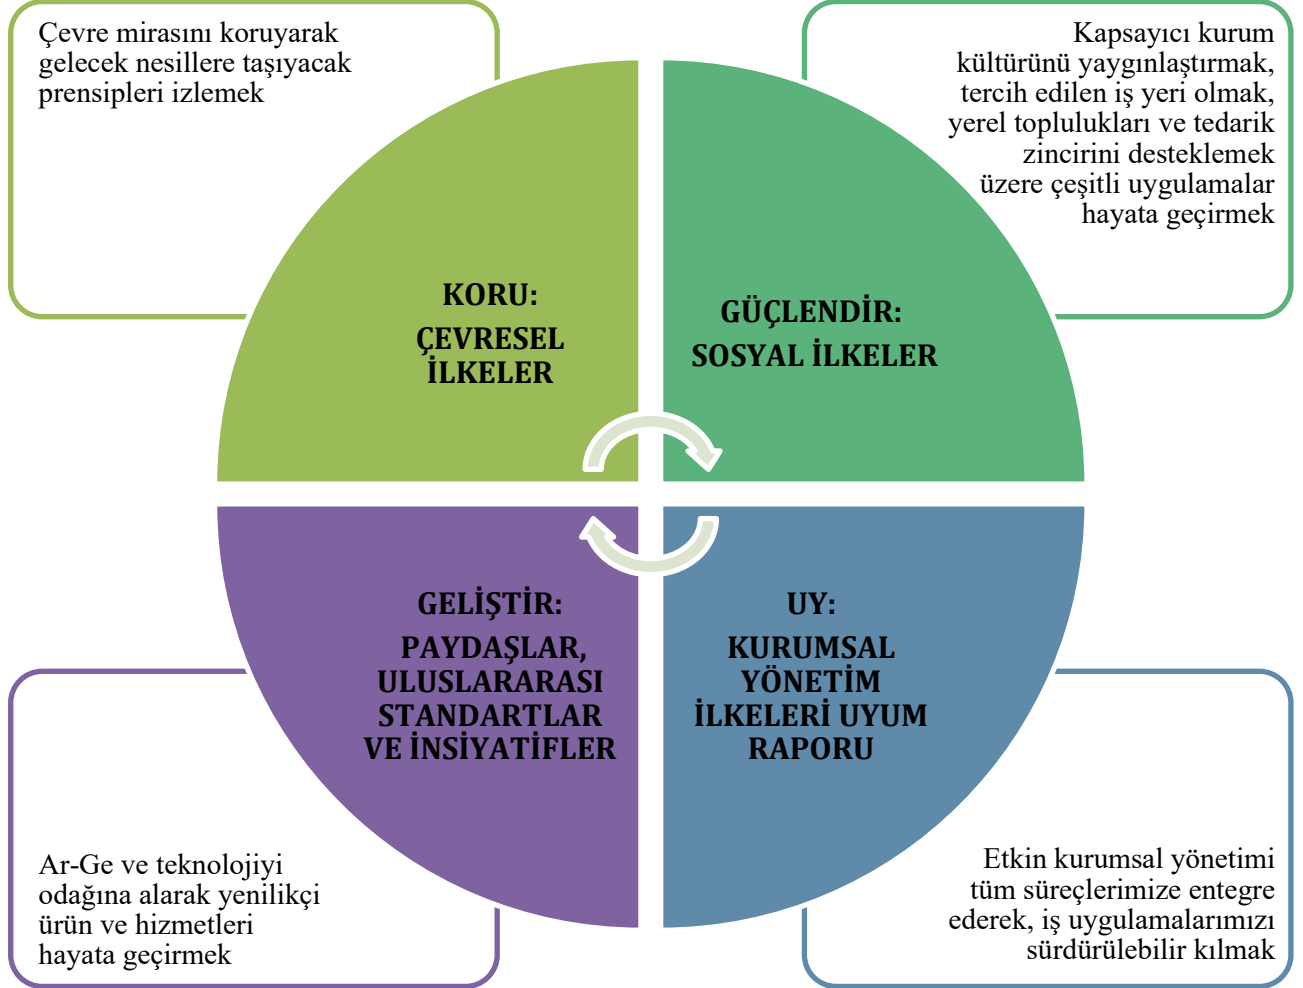 Çevre mirasını koruyarak
gelecek nesillere taşıyacak
prensipleri izlemek
Kapsayıcı kurum
kültürünü yaygınlaştırmak,
tercih edilen iş yeri olmak,
yerel toplulukları ve tedarik
zincirini desteklemek
üzere çeşitli uygulamalar
hayata geçirmek
KORU:
ÇEVRESEL
İLKELER
GÜÇLENDİR:
SOSYAL İLKELER
GELİŞTİR:
PAYDAŞLAR,
ULUSLARARASI
STANDARTLAR
VE İNSİYATİFLER
UY:
KURUMSAL
YÖNETİM
İLKELERİ UYUM
RAPORU
Ar-Ge ve teknolojiyi
odağına alarak yenilikçi
ürün ve hizmetleri
hayata geçirmek
Etkin kurumsal yönetimi
tüm süreçlerimize entegre
ederek, iş uygulamalarımızı
sürdürülebilir kılmak